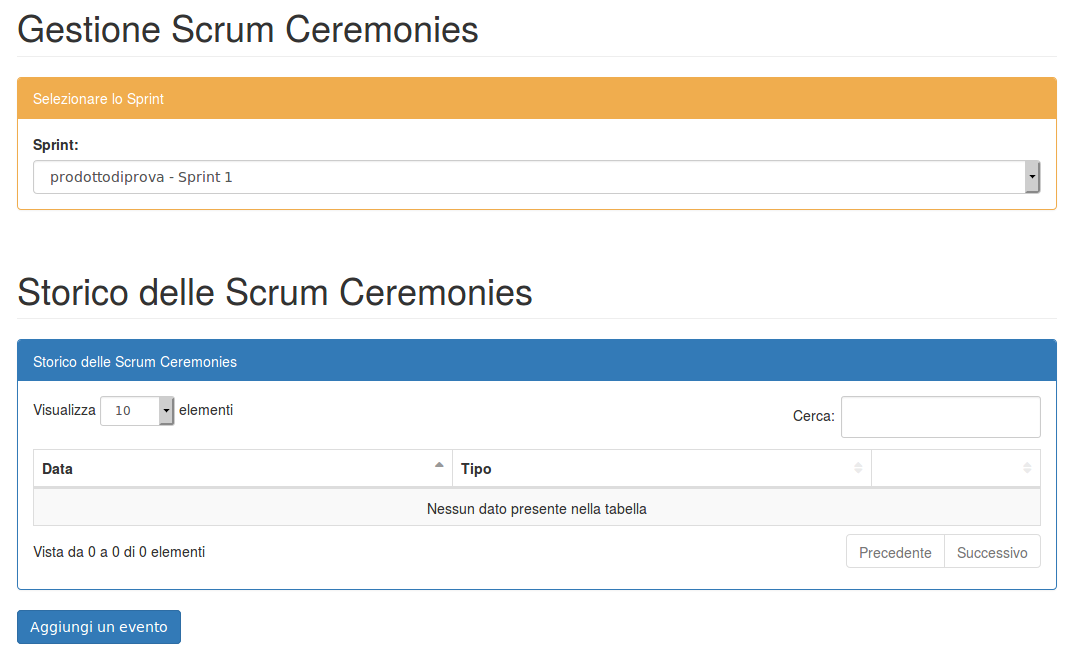 Gestione Scrum Ceremonies
Selezionare lo Sprint
Sprint:
prodottodiprova - Sprint 1
Storico delle Scrum Ceremonies
Storico delle Scrum Ceremonies
Visualizza 10 elementi
Cerca:
Data Tipo
Nessun dato presente nella tabella
Vista da 0 a 0 di 0 elementi
Precedente Successivo
Aggiungi un evento